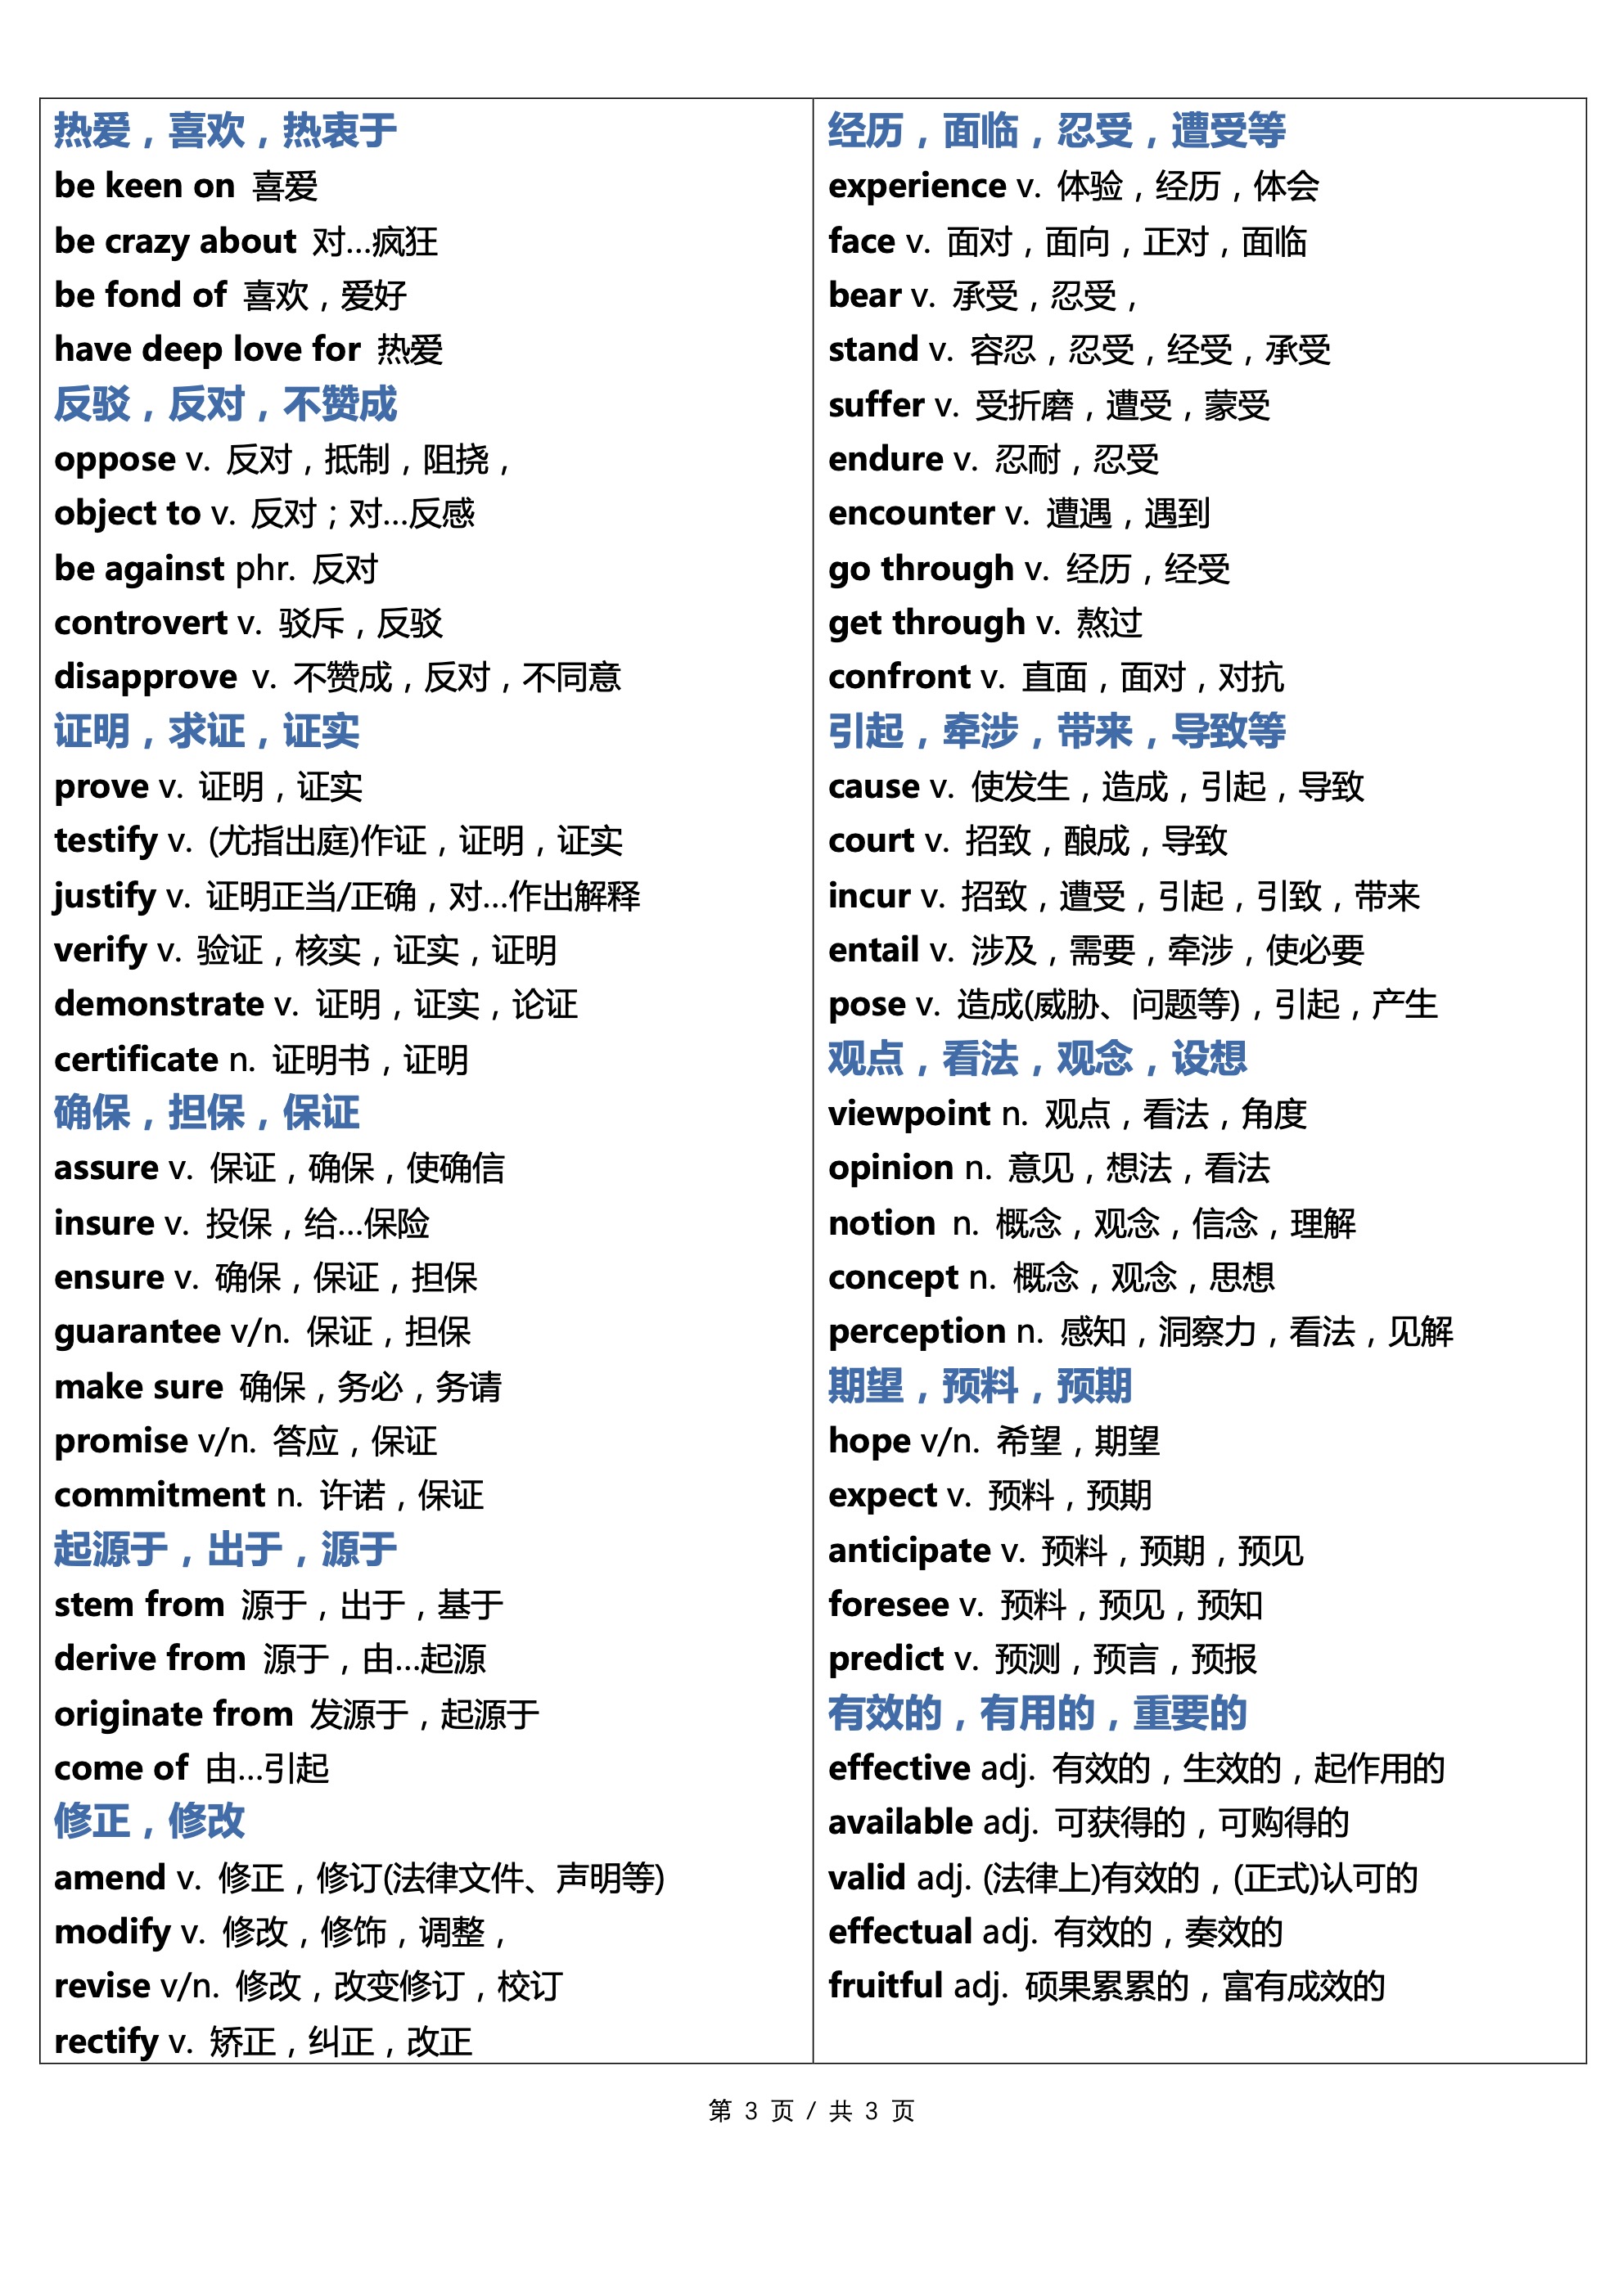 热爱，喜欢，热衷于
be keen on 喜爱
be crazy about 对...疯狂
be fond of 喜欢，爱好
have deep love for 热爱
反驳，反对，不赞成
oppose v. 反对，抵制，阻挠，
object to v. 反对；对...反感
be against phr. 反对
controvert v. 驳斥，反驳
disapprove v. 不赞成，反对，不同意
证明，求证，证实
prove v. 证明，证实
testify v. (尤指出庭)作证，证明，证实
justify v. 证明正当/正确，对...作出解释
verify v. 验证，核实，证实，证明
demonstrate v. 证明，证实，论证
certificate n. 证明书，证明
确保，担保，保证
assure v. 保证，确保，使确信
insure v. 投保，给...保险
ensure v. 确保，保证，担保
guarantee v/n. 保证，担保
make sure 确保，务必，务请
promise v/n. 答应，保证
commitment n. 许诺，保证
起源于，出于，源于
stem from 源于，出于，基于
derive from 源于，由...起源
originate from 发源于，起源于
come of 由...引起
修正，修改
amend v. 修正，修订(法律文件、声明等)
modify v. 修改，修饰，调整，
revise v/n. 修改，改变修订，校订
rectify v. 矫正，纠正，改正
经历，面临，忍受，遭受等
experience v. 体验，经历，体会
face v. 面对，面向，正对，面临
bear v. 承受，忍受，
stand v. 容忍，忍受，经受，承受
suffer v. 受折磨，遭受，蒙受
endure v. 忍耐，忍受
encounter v. 遭遇，遇到
go through v. 经历，经受
get through v. 熬过
confront v. 直面，面对，对抗
引起，牵涉，带来，导致等
cause v. 使发生，造成，引起，导致
court v. 招致，酿成，导致
incur v. 招致，遭受，引起，引致，带来
entail v. 涉及，需要，牵涉，使必要
pose v. 造成(威胁、问题等)，引起，产生
观点，看法，观念，设想
viewpoint n. 观点，看法，角度
opinion n. 意见，想法，看法
notion n. 概念，观念，信念，理解
concept n. 概念，观念，思想
perception n. 感知，洞察力，看法，见解
期望，预料，预期
hope v/n. 希望，期望
expect v. 预料，预期
anticipate v. 预料，预期，预见
foresee v. 预料，预见，预知
predict v. 预测，预言，预报
有效的，有用的，重要的
effective adj. 有效的，生效的，起作用的
available adj. 可获得的，可购得的
valid adj. (法律上)有效的，(正式)认可的
effectual adj. 有效的，奏效的
fruitful adj. 硕果累累的，富有成效的
第 3 页 / 共 3 页